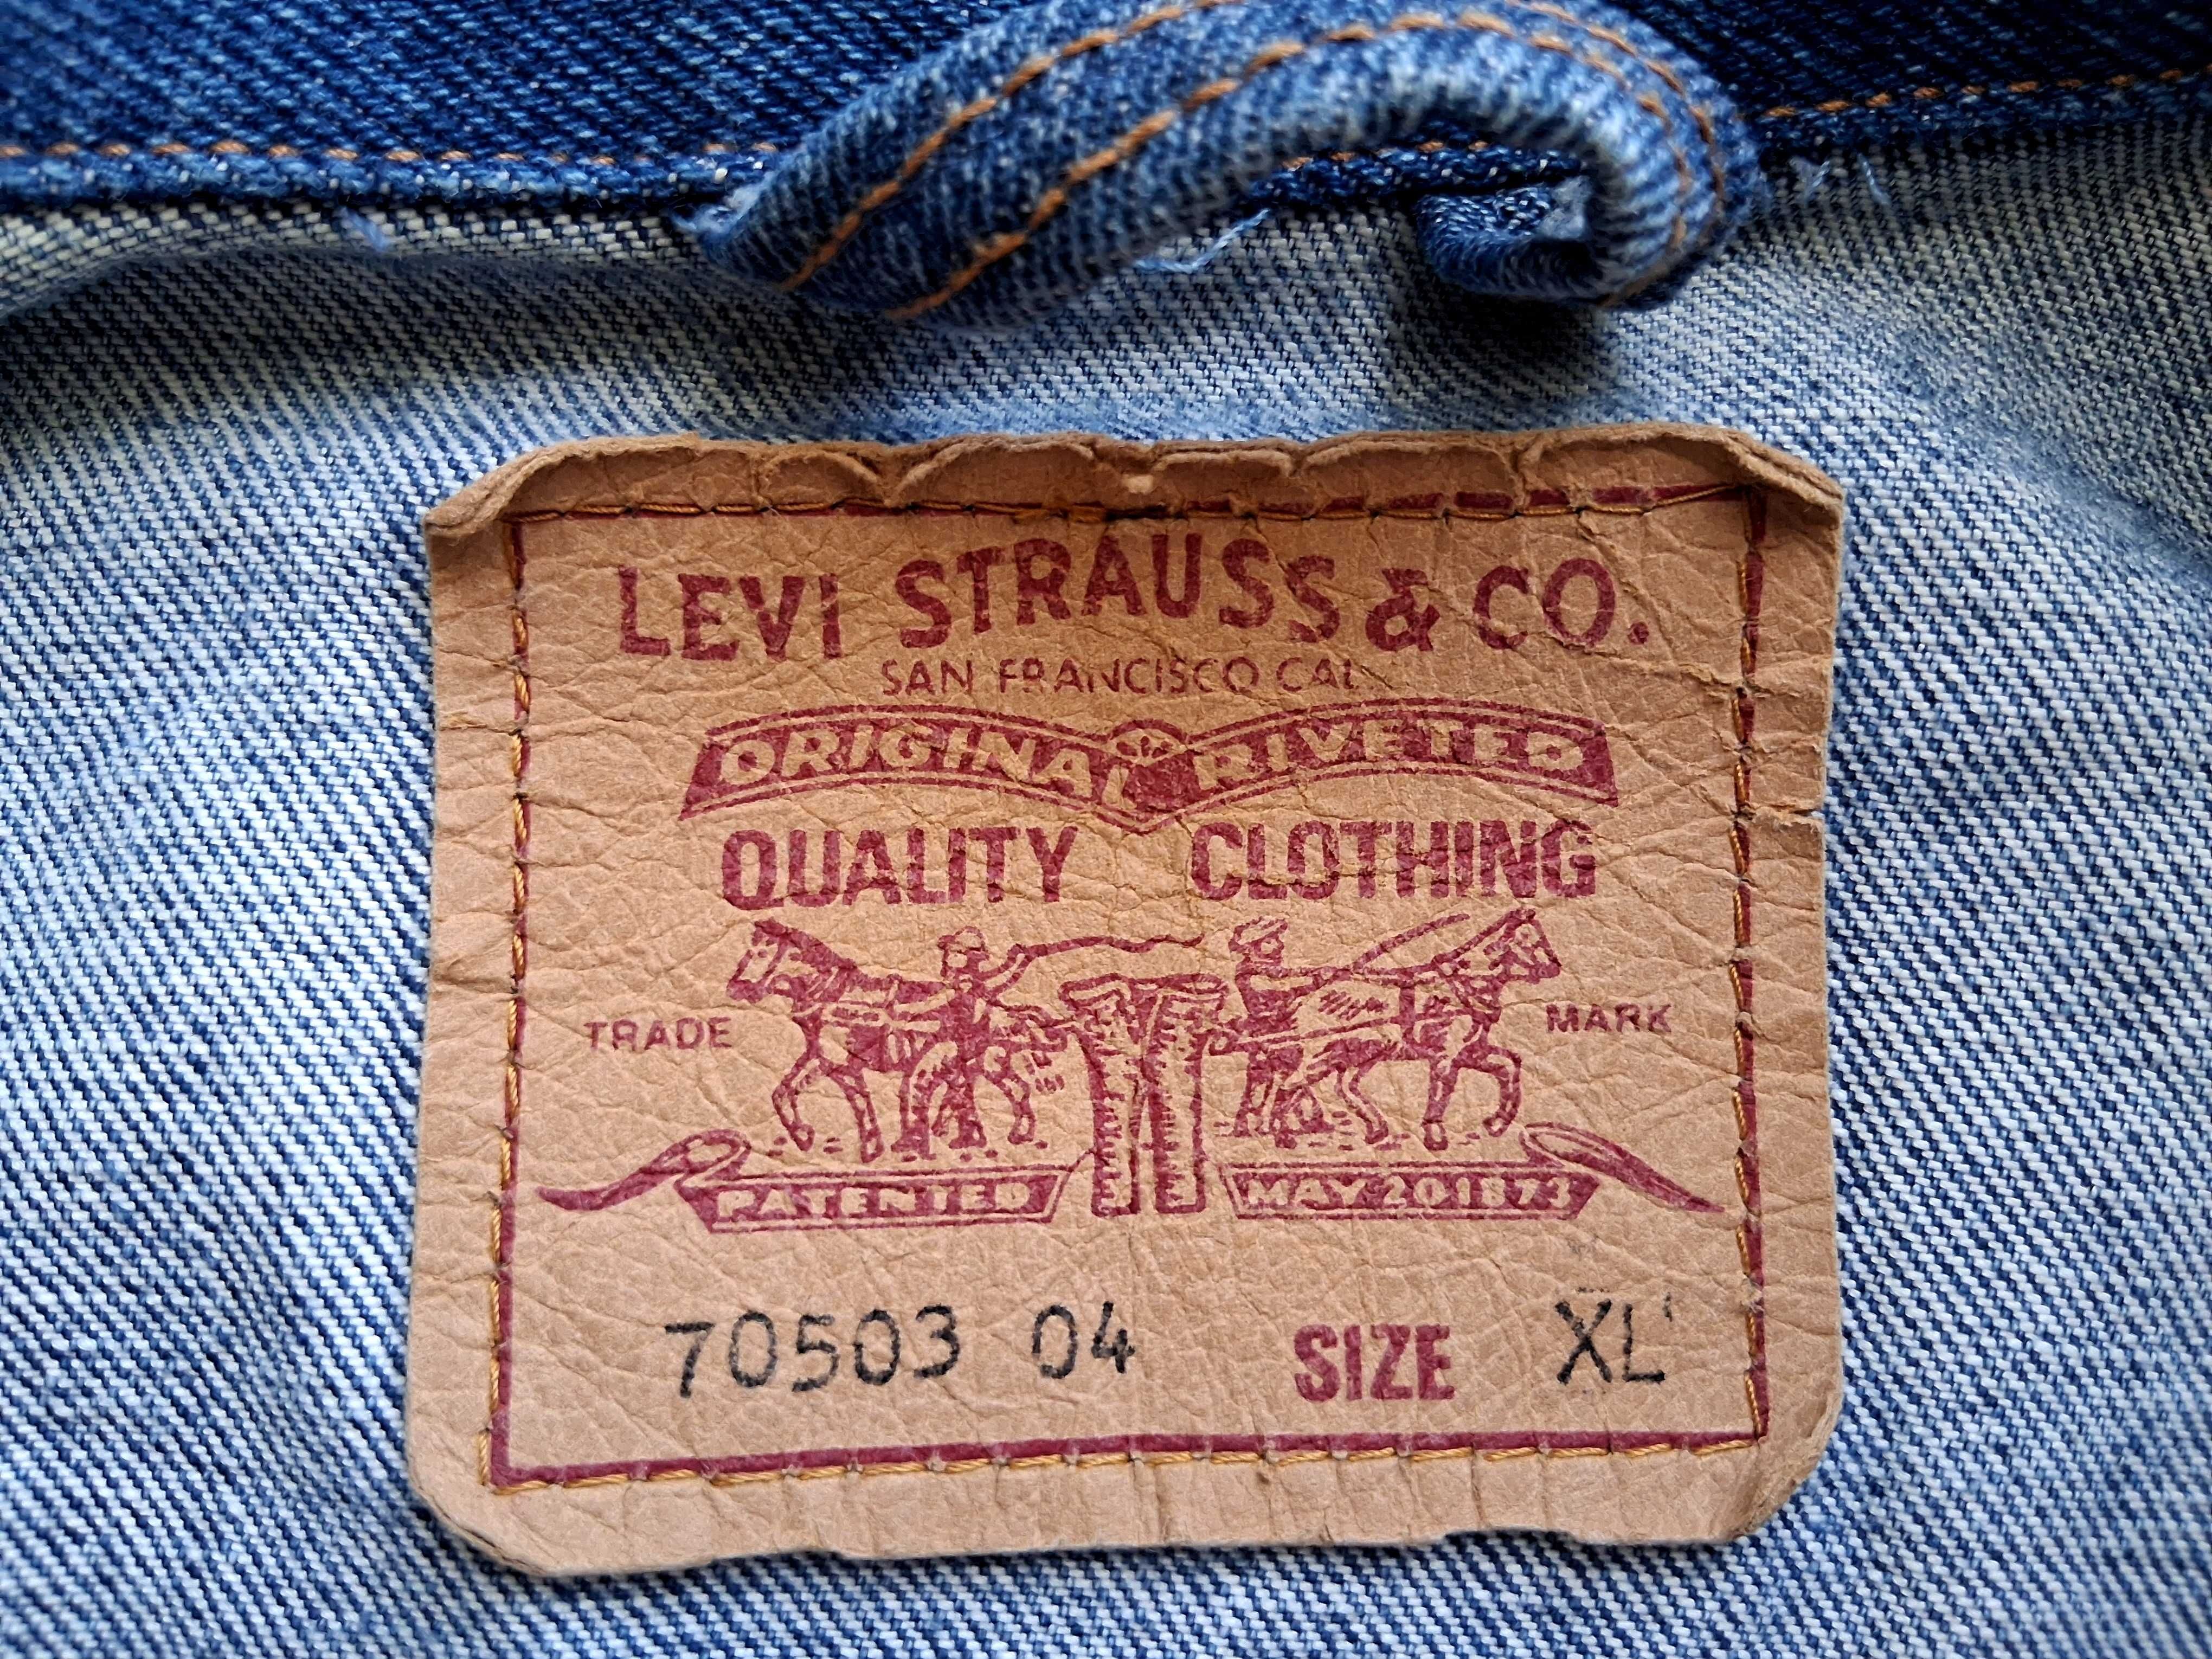 LEVI STRAUSS & CO.
SAN FRANCISCO CAL
ORIGINAL RIVETED
QUALITY CLOTHING
TRADE MARK
PATENTED MAY 20 1873
70503 04 SIZE XL